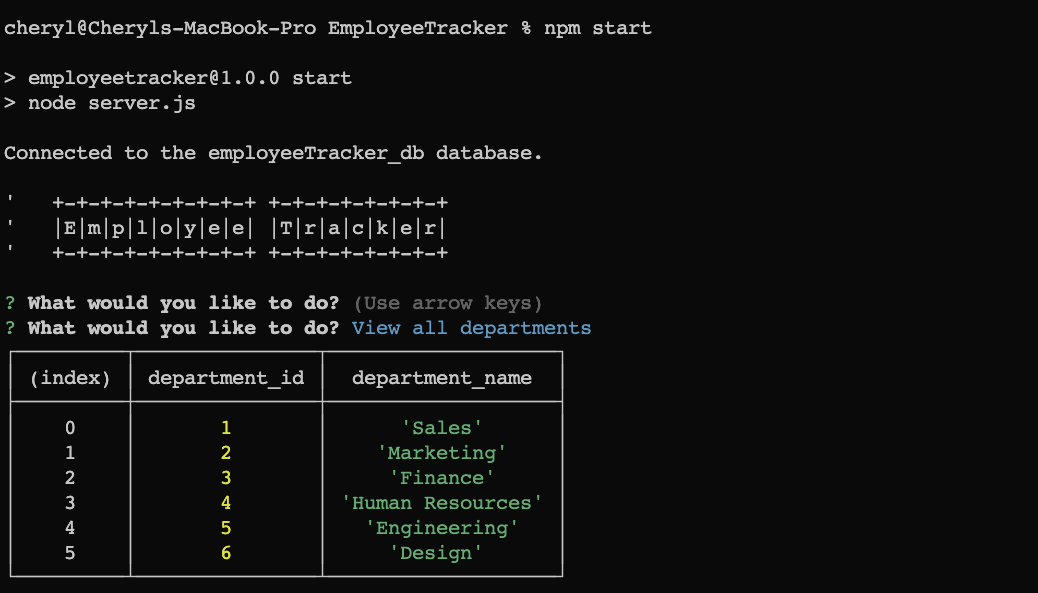 cheryl@Cheryls-MacBook-Pro EmployeeTracker % npm start
> employeetracker@1.0.0 start
> node server.js
Connected to the employeeTracker_db database.
'   +-+-+-+-+-+-+-+-+ +-+-+-+-+-+-+-+
'   |E|m|p|l|o|y|e|e| |T|r|a|c|k|e|r|
'   +-+-+-+-+-+-+-+-+ +-+-+-+-+-+-+-+
? What would you like to do? (Use arrow keys)
? What would you like to do? View all departments
(index) department_id department_name
0 1 'Sales'
1 2 'Marketing'
2 3 'Finance'
3 4 'Human Resources'
4 5 'Engineering'
5 6 'Design'